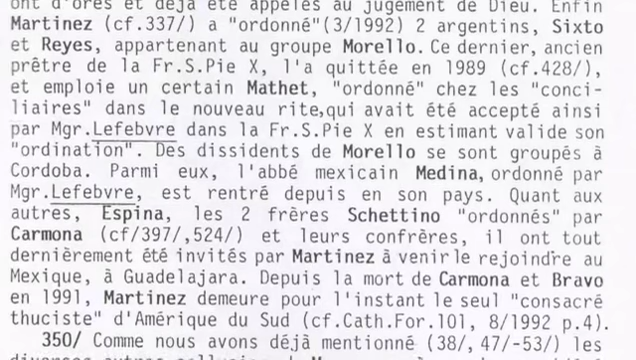 ont d'ores et déjà été appelés au jugement de Dieu. Enfin
Martinez (cf.337/) a "ordonné"(3/1992) 2 argentins, Sixto
et Reyes, appartenant au groupe Morello. Ce dernier, ancien
prêtre de la Fr.S.Pie X, l'a quittée en 1989 (cf.428/),
et emploie un certain Mathet, "ordonné" chez les "conci-
liaires" dans le nouveau rite,qui avait été accepté ainsi
par Mgr.Lefebvre dans la Fr.S.Pie X en estimant valide son
"ordination". Des dissidents de Morello se sont groupés à
Cordoba. Parmi eux, l'abbé mexicain Medina, ordonné par
Mgr.Lefebvre, est rentré depuis en son pays. Quant aux
autres, Espina, les 2 frères Schettino "ordonnés" par
Carmona (cf/397/,524/) et leurs confrères, il ont tout
dernièrement été invités par Martinez à venir le rejoindre au
Mexique, à Guadelajara. Depuis la mort de Carmona et Bravo
en 1991, Martinez demeure pour l'instant le seul "consacré
thuciste" d'Amérique du Sud (cf.Cath.For.101, 8/1992 p.4).
350/ Comme nous avons déjà mentionné (38/, 47/-53/) les